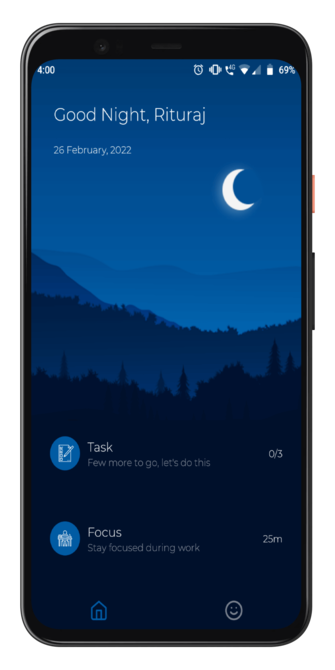 4:00 4G 69%
Good Night, Rituraj
26 February, 2022
Task
Few more to go, let's do this
0/3
Focus
Stay focused during work
25m